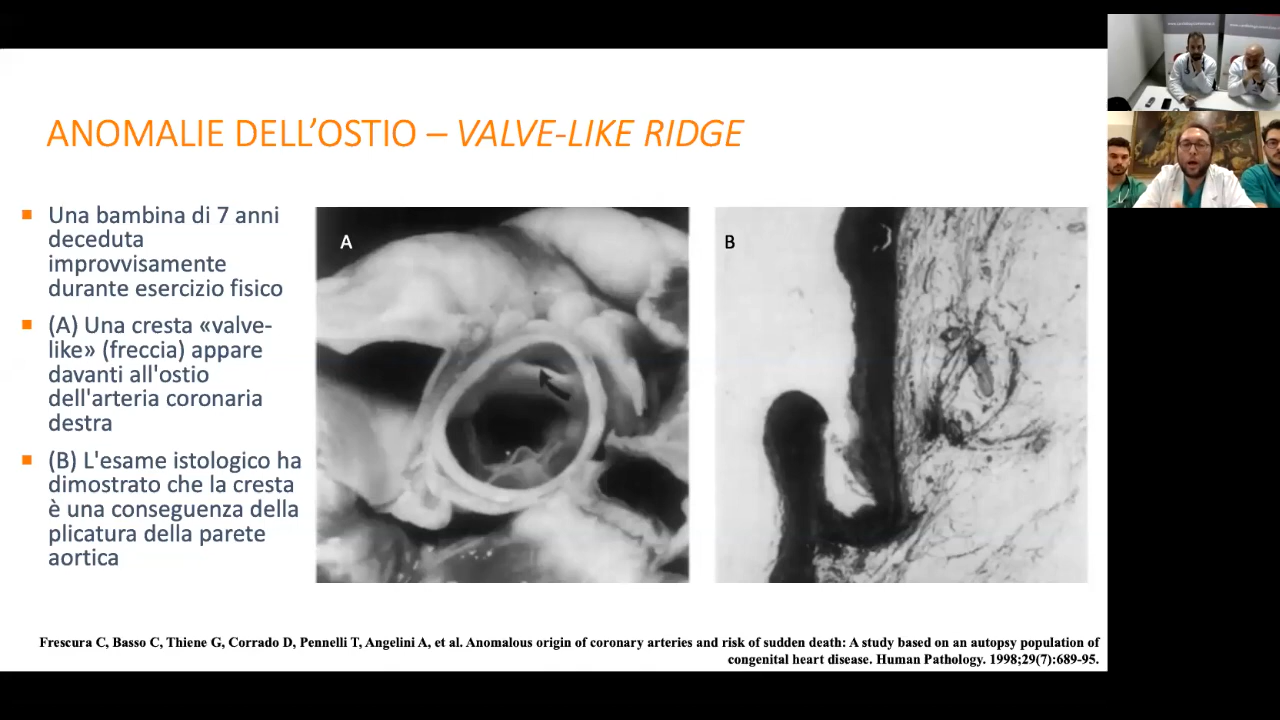 ANOMALIE DELL’OSTIO – VALVE-LIKE RIDGE
Una bambina di 7 anni
deceduta
improvvisamente
durante esercizio fisico
(A) Una cresta «valve-
like» (freccia) appare
davanti all'ostio
dell'arteria coronaria
destra
(B) L'esame istologico ha
dimostrato che la cresta
è una conseguenza della
plicatura della parete
aortica
A
B
Frescura C, Basso C, Thiene G, Corrado D, Pennelli T, Angelini A, et al. Anomalous origin of coronary arteries and risk of sudden death: A study based on an autopsy population of
congenital heart disease. Human Pathology. 1998;29(7):689-95.